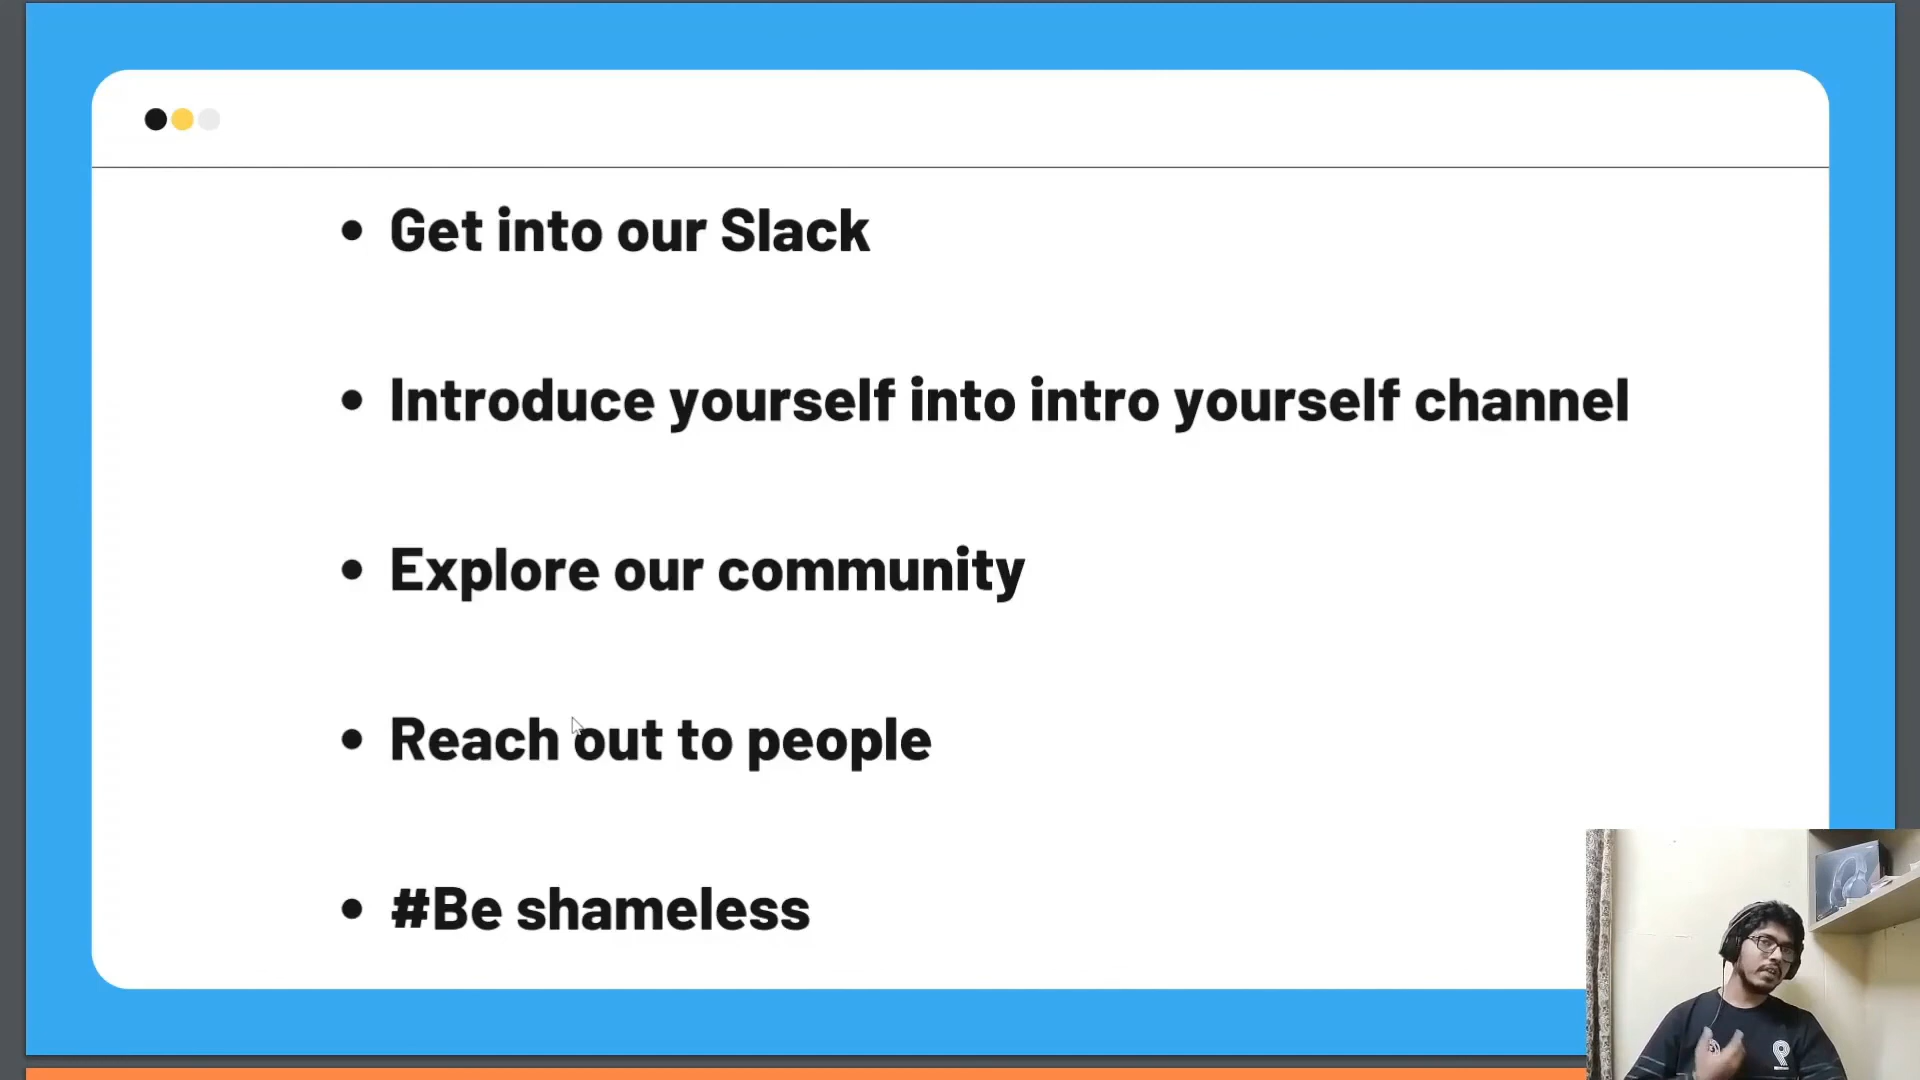 • Get into our Slack
• Introduce yourself into intro yourself channel
• Explore our community
• Reach out to people
• #Be shameless